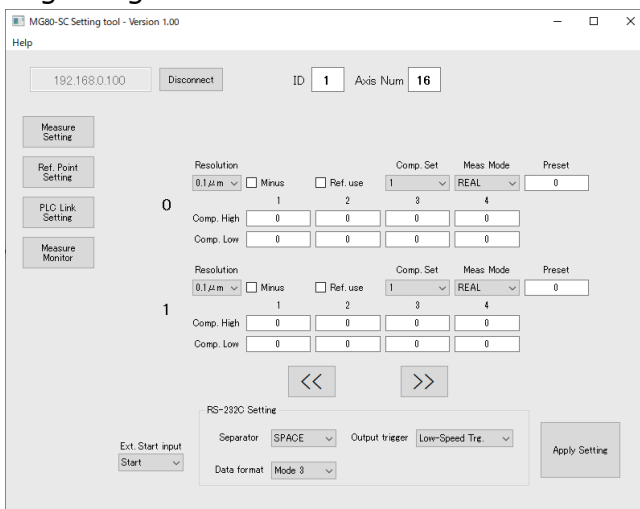 MG80-SC Setting tool - Version 1.00
Help
192.168.0.100 Disconnect ID 1 Axis Num 16
Measure Setting
Ref. Point Setting
PLC Link Setting
Measure Monitor
0
Resolution Comp. Set Meas Mode Preset
0.1μm Minus Ref. use 1 REAL 0
1 2 3 4
Comp. High 0 0 0 0
Comp. Low 0 0 0 0
1
Resolution Comp. Set Meas Mode Preset
0.1μm Minus Ref. use 1 REAL 0
1 2 3 4
Comp. High 0 0 0 0
Comp. Low 0 0 0 0
<< >>
RS-232C Setting
Separator SPACE Output trigger Low-Speed Trg.
Data format Mode 3
Ext. Start input
Start
Apply Setting